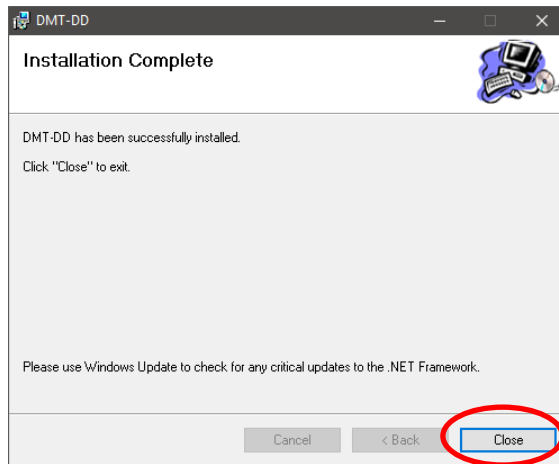 DMT-DD
Installation Complete
DMT-DD has been successfully installed.
Click "Close" to exit.
Please use Windows Update to check for any critical updates to the .NET Framework.
Cancel < Back Close